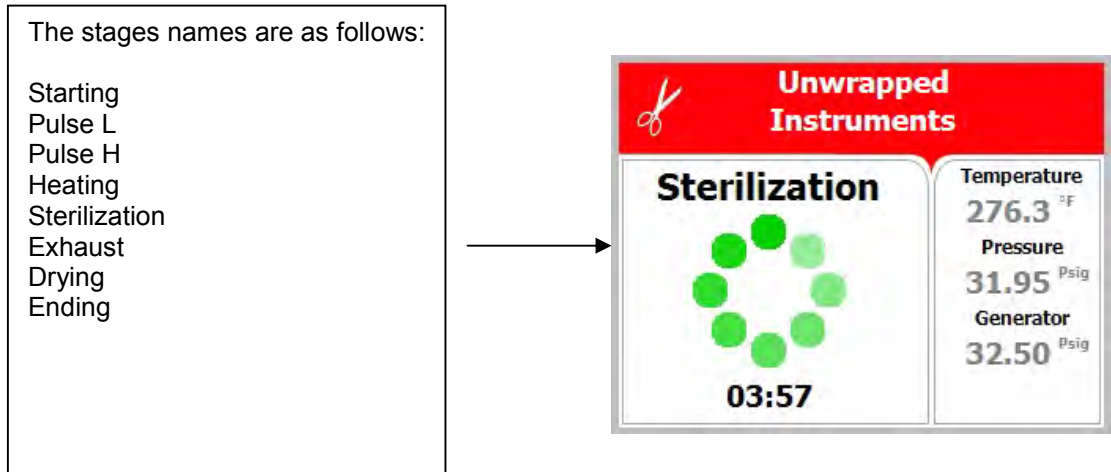 The stages names are as follows:
Starting
Pulse L
Pulse H
Heating
Sterilization
Exhaust
Drying
Ending
Unwrapped
Instruments
Sterilization
03:57
Temperature
276.3 °F
Pressure
31.95 Psig
Generator
32.50 Psig